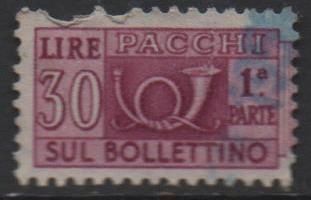 LIRE PACCHI
30 1ª
PARTE
SUL BOLLETTINO